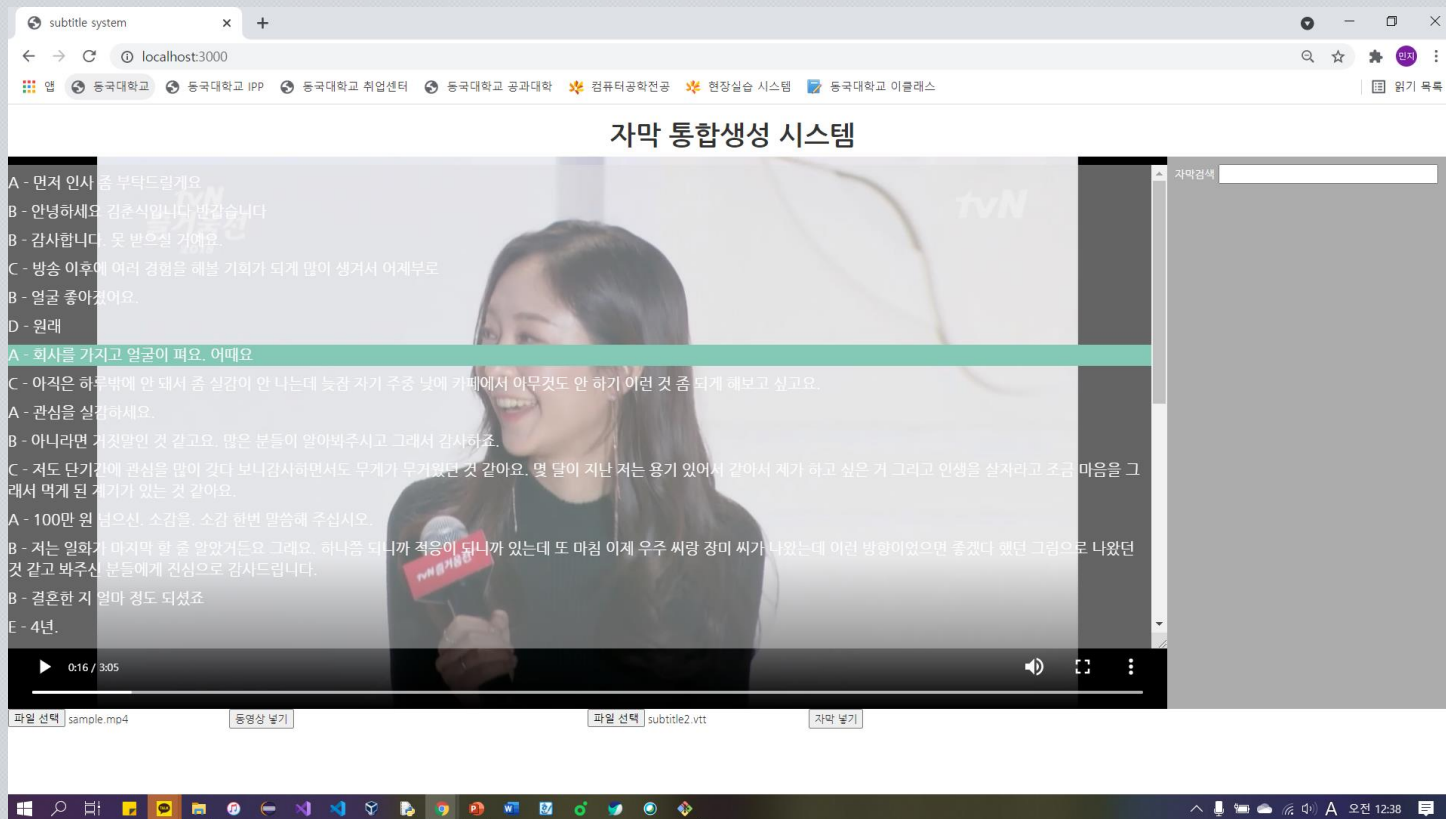 subtitle system
localhost:3000
민지
앱 동국대학교 동국대학교 IPP 동국대학교 취업센터 동국대학교 공과대학 컴퓨터공학전공 현장실습 시스템 동국대학교 이클래스 읽기 목록
자막 통합생성 시스템
자막검색
tvN
tvN
즐거움전
A - 먼저 인사 좀 부탁드릴게요
B - 안녕하세요 김춘식입니다 반갑습니다
B - 감사합니다. 못 받으실 거예요.
C - 방송 이후에 여러 경험을 해볼 기회가 되게 많이 생겨서 어제부로
B - 얼굴 좋아졌어요.
D - 원래
A - 회사를 가지고 얼굴이 펴요. 어때요
C - 아직은 하루밖에 안 돼서 좀 실감이 안 나는데 늦잠 자기 주중 낮에 카페에서 아무것도 안 하기 이런 것 좀 되게 해보고 싶고요.
A - 관심을 실감하세요.
B - 아니라면 거짓말인 것 같고요. 많은 분들이 알아봐주시고 그래서 감사하죠.
C - 저도 단기간에 관심을 많이 갖다 보니감사하면서도 무게가 무거웠던 것 같아요. 몇 달이 지난 저는 용기 있어서 같아서 제가 하고 싶은 거 그리고 인생을 살자라고 조금 마음을 그
래서 먹게 된 계기가 있는 것 같아요.
A - 100만 원 넘으신. 소감을. 소감 한번 말씀해 주십시오.
B - 저는 일화가 마지막 할 줄 알았거든요 그래요. 하나쯤 되니까 적응이 되니까 있는데 또 마침 이제 우주 씨랑 장미 씨가 나왔는데 이런 방향이었으면 좋겠다 했던 그림으로 나왔던
것 같고 봐주신 분들에게 진심으로 감사드립니다.
B - 결혼한 지 얼마 정도 되셨죠
E - 4년.
tvN 즐거움전
0:16 / 3:05
파일 선택 sample.mp4 동영상 넣기 파일 선택 subtitle2.vtt 자막 넣기
A 오전 12:38